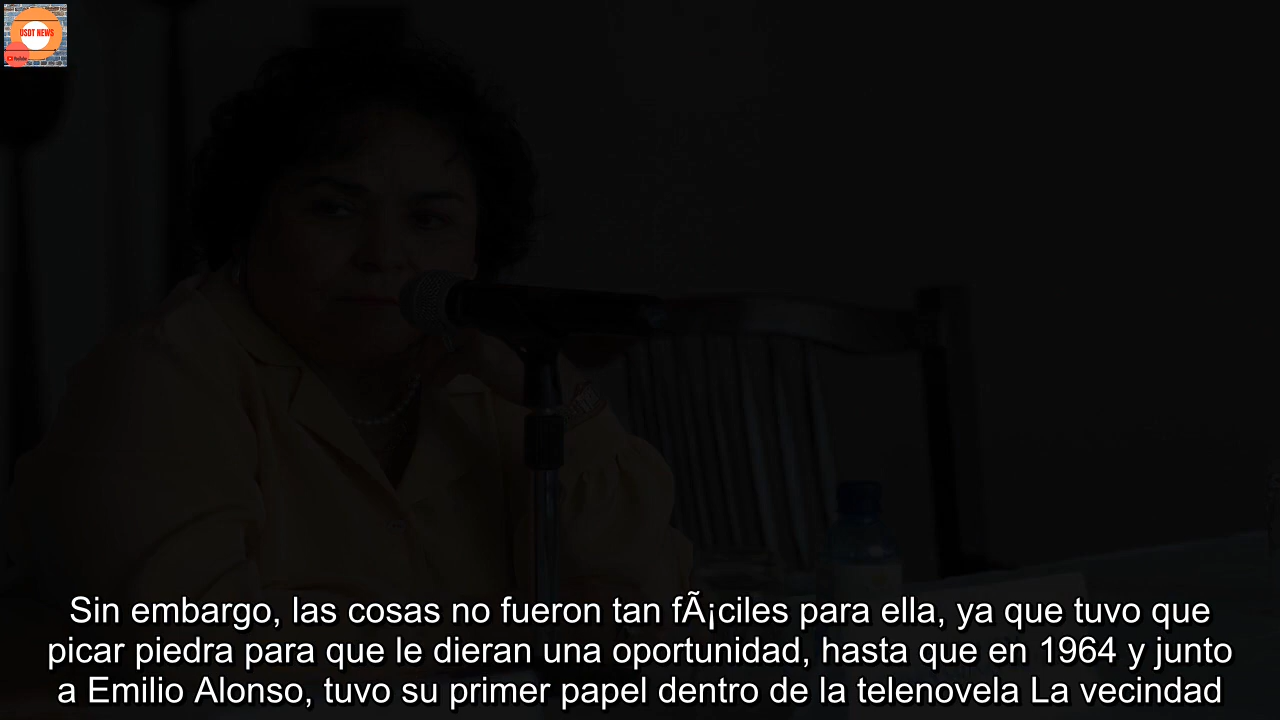 USDT NEWS
YouTube
Sin embargo, las cosas no fueron tan fÃ¡ciles para ella, ya que tuvo que
picar piedra para que le dieran una oportunidad, hasta que en 1964 y junto
a Emilio Alonso, tuvo su primer papel dentro de la telenovela La vecindad